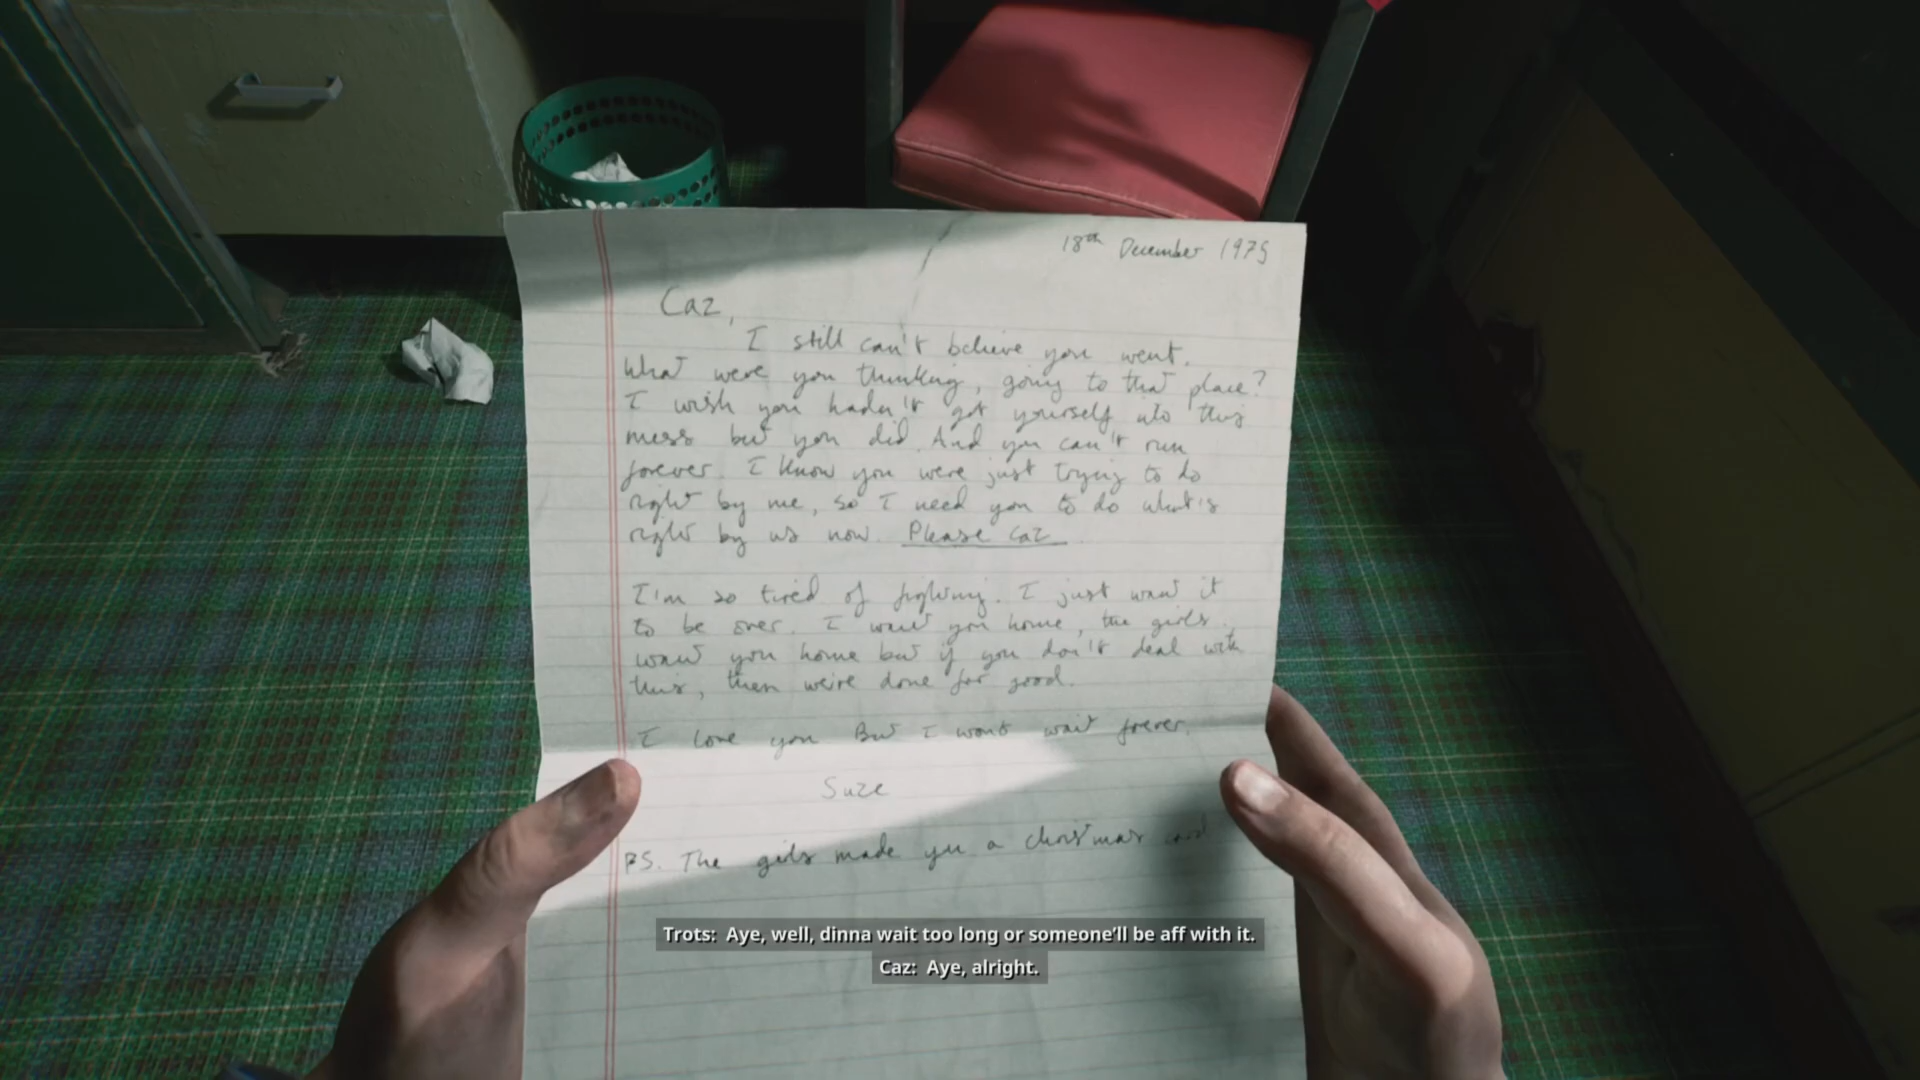 18th December 1975
Caz,
I still can't believe you went.
What were you thinking, going to that place?
I wish you hadn't got yourself into this
mess but you did. And you can't run
forever. I know you were just trying to do
right by me, so I need you to do what's
right by us now. Please Caz.
I'm so tired of fighting. I just want it
to be over. I want you home, the girls
want you home but if you don't deal with
this, then we're done for good.
I love you But I wont wait forever.
Suze
PS. The girls made you a christmas card
Trots: Aye, well, dinna wait too long or someone'll be aff with it.
Caz: Aye, alright.